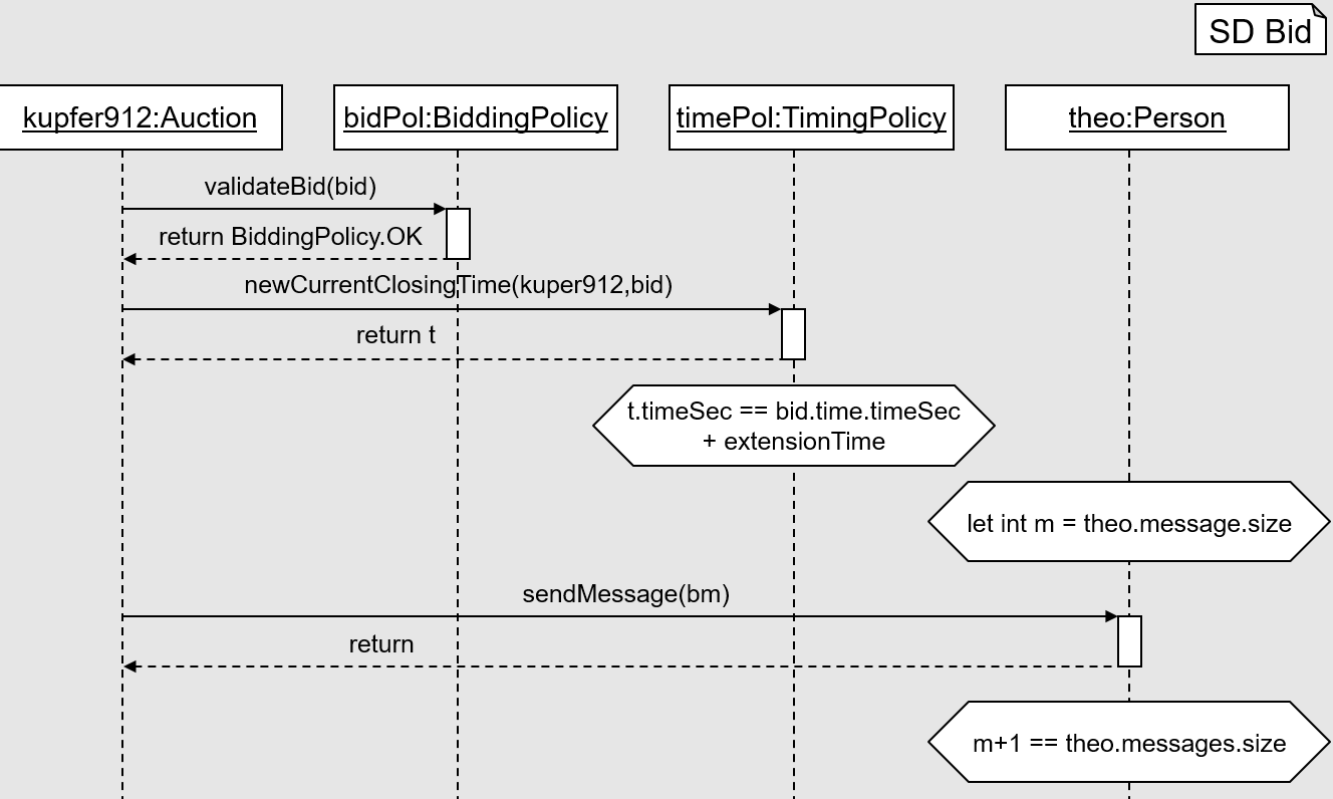 SD Bid
kupfer912:Auction
bidPol:BiddingPolicy
timePol:TimingPolicy
theo:Person
validateBid(bid)
return BiddingPolicy.OK
newCurrentClosingTime(kuper912,bid)
return t
t.timeSec == bid.time.timeSec
+ extensionTime
let int m = theo.message.size
sendMessage(bm)
return
m+1 == theo.messages.size